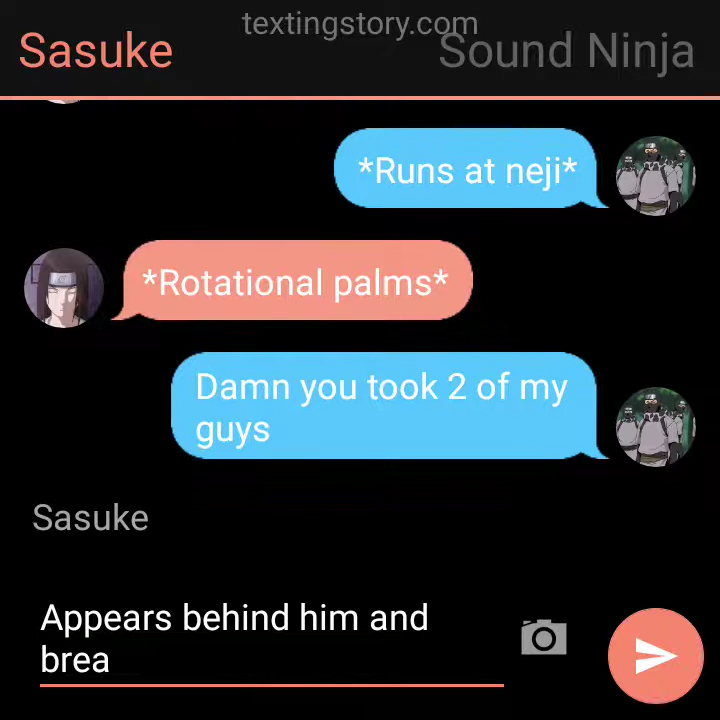 textingstory.com
Sasuke
Sound Ninja
*Runs at neji*
*Rotational palms*
Damn you took 2 of my
guys
Sasuke
Appears behind him and
brea